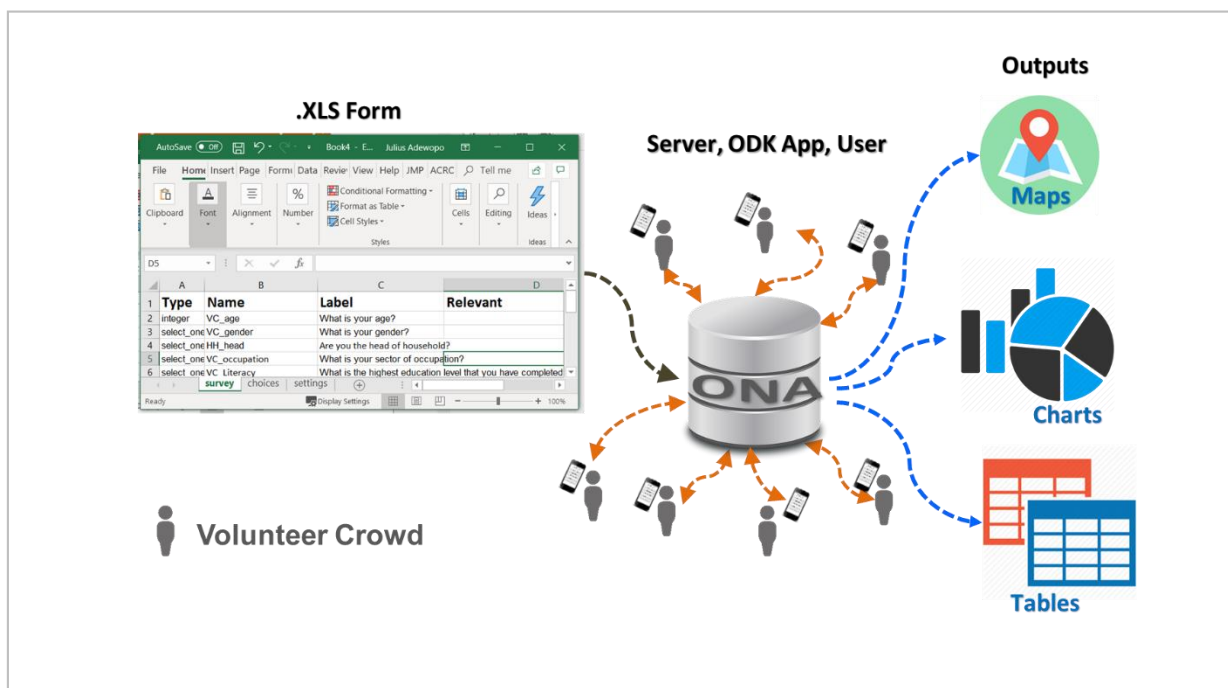 .XLS Form
AutoSave Off Book4 - E... Julius Adewopo
File Home Insert Page Formu Data Review View Help JMP ACRC Tell me
Clipboard
Font
Alignment
Number
Conditional Formatting
Format as Table
Cell Styles
Styles
Cells
Editing
Ideas
Ideas
D5 fx
A B C D
1 Type Name Label Relevant
2 integer VC_age What is your age?
3 select_one VC_gender What is your gender?
4 select_one HH_head Are you the head of household?
5 select_one VC_occupation What is your sector of occupation?
6 select_one VC_Literacy What is the highest education level that you have completed
survey choices settings
Ready Display Settings 100%
Volunteer Crowd
Server, ODK App, User
ONA
Outputs
Maps
Charts
Tables